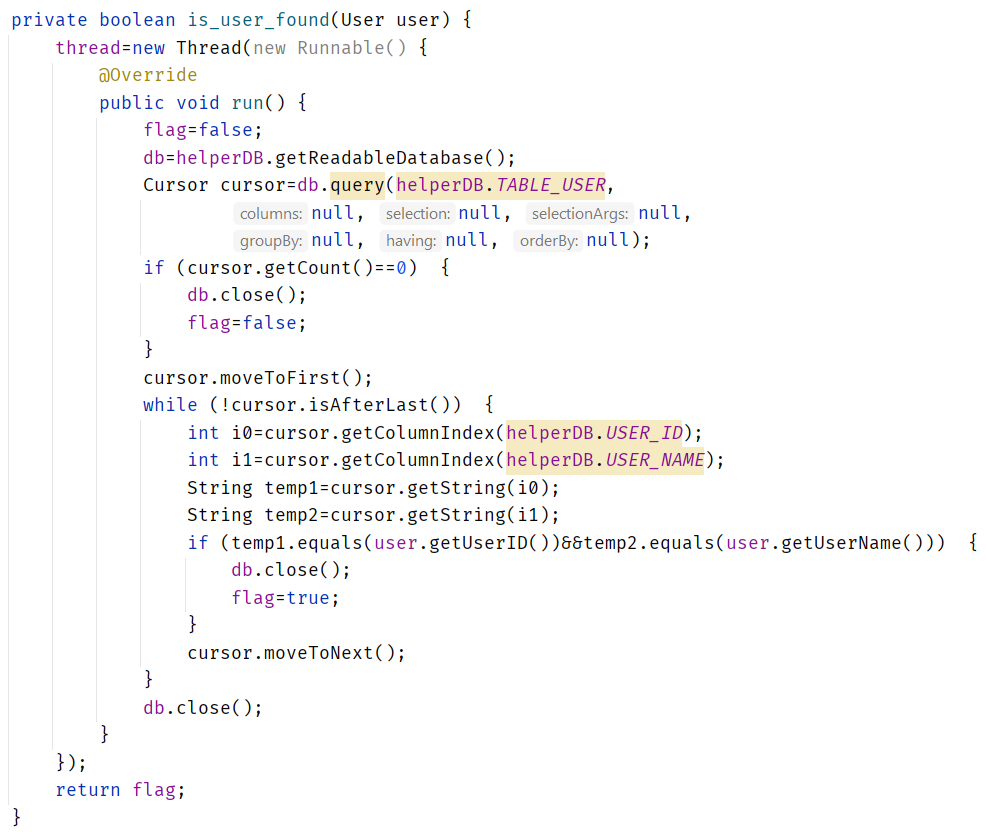 private boolean is_user_found(User user) {
    thread=new Thread(new Runnable() {
        @Override
        public void run() {
            flag=false;
            db=helperDB.getReadableDatabase();
            Cursor cursor=db.query(helperDB.TABLE_USER,
                    columns: null, selection: null, selectionArgs: null,
                    groupBy: null, having: null, orderBy: null);
            if (cursor.getCount()==0)  {
                db.close();
                flag=false;
            }
            cursor.moveToFirst();
            while (!cursor.isAfterLast())  {
                int i0=cursor.getColumnIndex(helperDB.USER_ID);
                int i1=cursor.getColumnIndex(helperDB.USER_NAME);
                String temp1=cursor.getString(i0);
                String temp2=cursor.getString(i1);
                if (temp1.equals(user.getUserID())&&temp2.equals(user.getUserName()))  {
                    db.close();
                    flag=true;
                }
                cursor.moveToNext();
            }
            db.close();
        }
    });
    return flag;
}